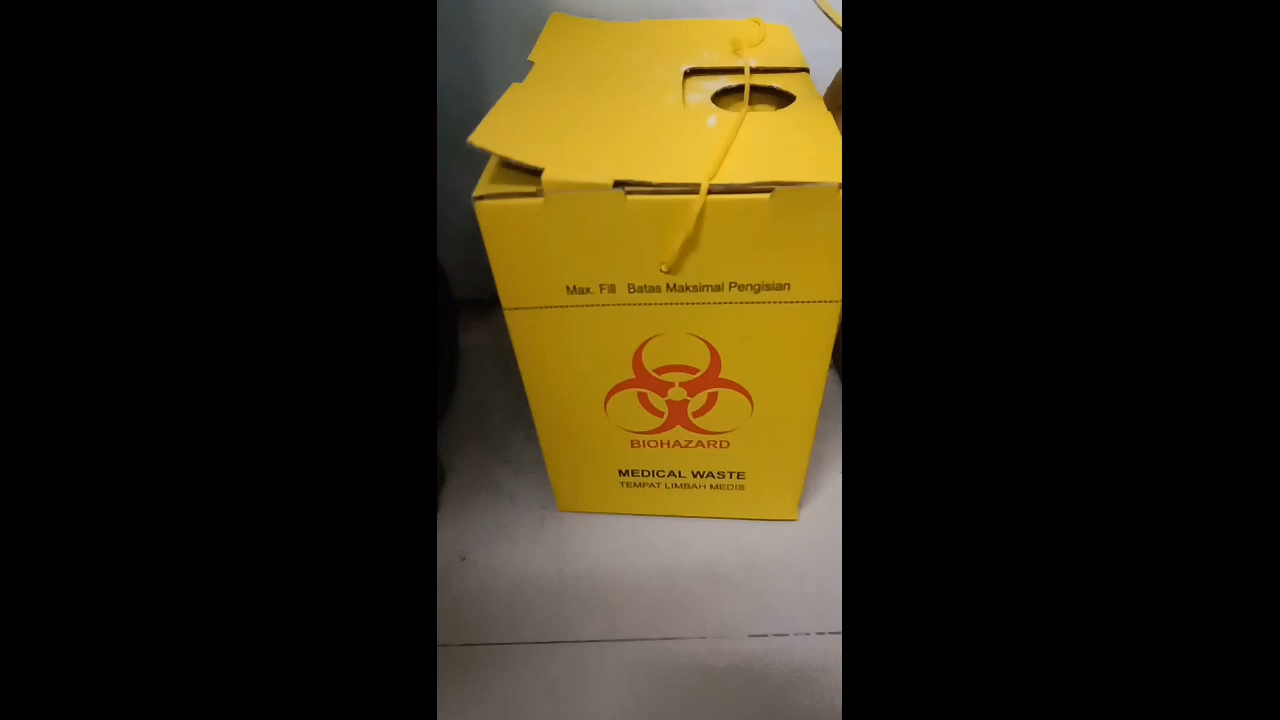 Max. Fill Batas Maksimal Pengisian
BIOHAZARD
MEDICAL WASTE
TEMPAT LIMBAH MEDIS